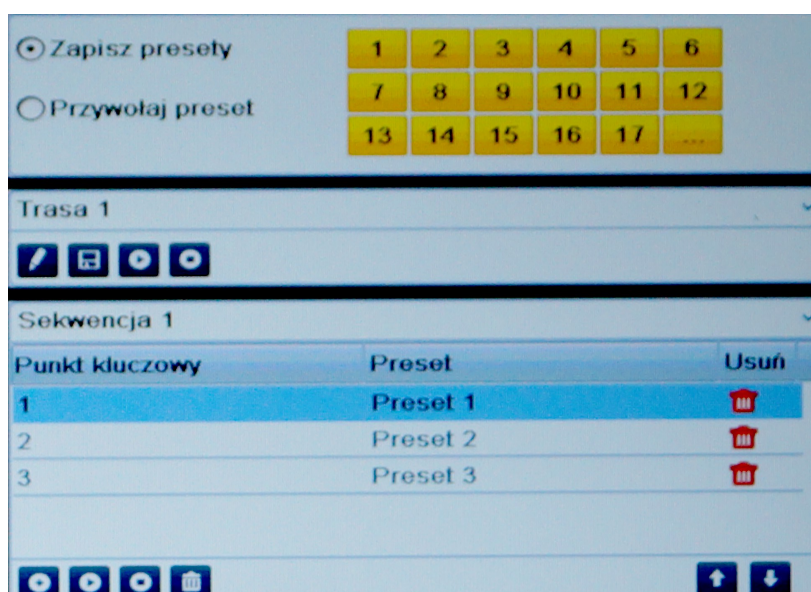 Zapisz presety
1 2 3 4 5 6
Przywołaj preset
7 8 9 10 11 12
13 14 15 16 17 ...
Trasa 1
Sekwencja 1
Punkt kluczowy Preset Usuń
1 Preset 1
2 Preset 2
3 Preset 3